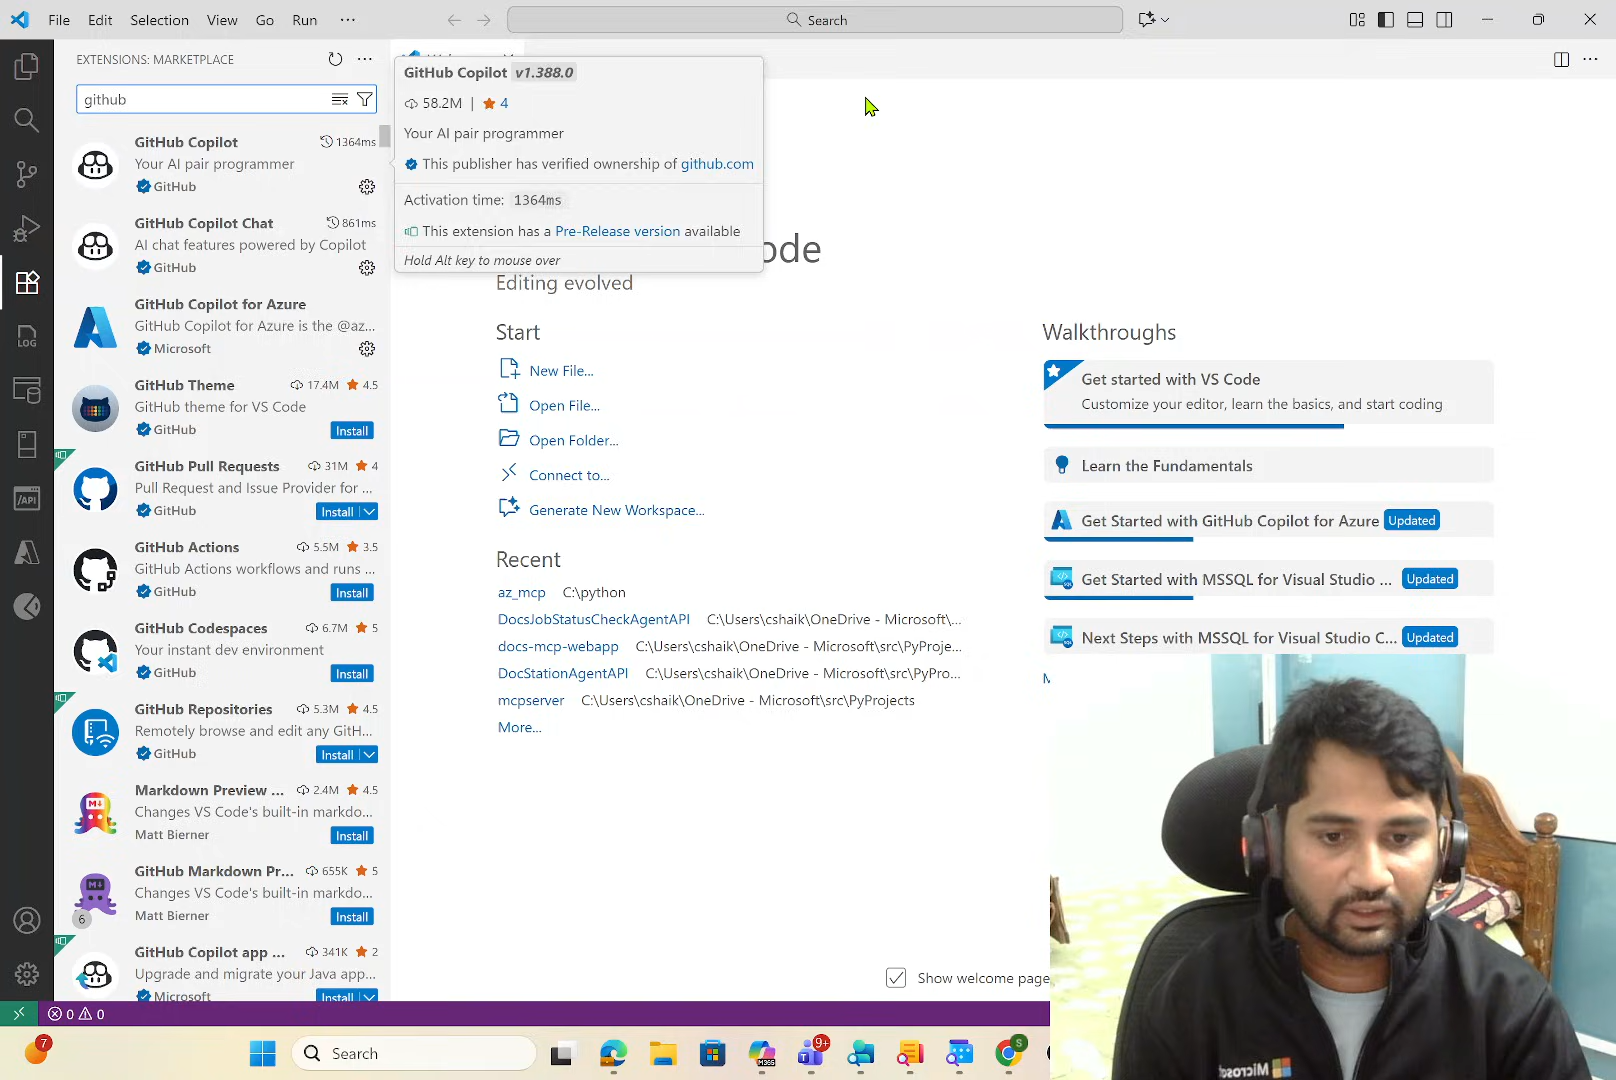 File Edit Selection View Go Run ···
Search
EXTENSIONS: MARKETPLACE
github
GitHub Copilot 1364ms
Your AI pair programmer
GitHub
GitHub Copilot Chat 861ms
AI chat features powered by Copilot
GitHub
GitHub Copilot for Azure
GitHub Copilot for Azure is the @az...
Microsoft
GitHub Theme 17.4M 4.5
GitHub theme for VS Code
GitHub Install
GitHub Pull Requests 31M 4
Pull Request and Issue Provider for ...
GitHub Install
GitHub Actions 5.5M 3.5
GitHub Actions workflows and runs ...
GitHub Install
GitHub Codespaces 6.7M 5
Your instant dev environment
GitHub Install
GitHub Repositories 5.3M 4.5
Remotely browse and edit any GitH...
GitHub Install
Markdown Preview ... 2.4M 4.5
Changes VS Code's built-in markdo...
Matt Bierner Install
GitHub Markdown Pr... 655K 5
Changes VS Code's built-in markdo...
Matt Bierner Install
6
GitHub Copilot app ... 341K 2
Upgrade and migrate your Java app...
Microsoft Install
LOG
/API
GitHub Copilot v1.388.0
58.2M | 4
Your AI pair programmer
This publisher has verified ownership of github.com
Activation time: 1364ms
This extension has a Pre-Release version available
Hold Alt key to mouse over
ode
Editing evolved
Start
New File...
Open File...
Open Folder...
Connect to...
Generate New Workspace...
Recent
az_mcp C:\python
DocsJobStatusCheckAgentAPI C:\Users\cshaik\OneDrive - Microsoft\...
docs-mcp-webapp C:\Users\cshaik\OneDrive - Microsoft\src\PyProje...
DocStationAgentAPI C:\Users\cshaik\OneDrive - Microsoft\src\PyPro...
mcpserver C:\Users\cshaik\OneDrive - Microsoft\src\PyProjects
More...
Walkthroughs
Get started with VS Code
Customize your editor, learn the basics, and start coding
Learn the Fundamentals
Get Started with GitHub Copilot for Azure Updated
Get Started with MSSQL for Visual Studio ... Updated
Next Steps with MSSQL for Visual Studio C... Updated
M
Show welcome page
0 0
7
Search
M365
9+
S
Microsof